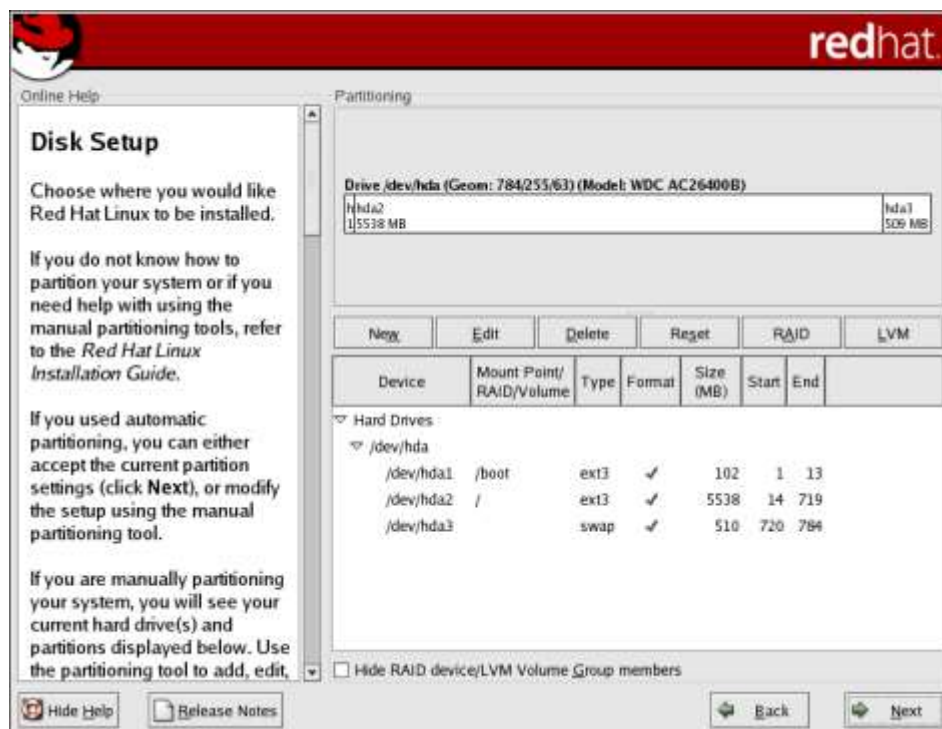 redhat.
Online Help
Disk Setup
Choose where you would like
Red Hat Linux to be installed.
If you do not know how to
partition your system or if you
need help with using the
manual partitioning tools, refer
to the Red Hat Linux
Installation Guide.
If you used automatic
partitioning, you can either
accept the current partition
settings (click Next), or modify
the setup using the manual
partitioning tool.
If you are manually partitioning
your system, you will see your
current hard drive(s) and
partitions displayed below. Use
the partitioning tool to add, edit,
Partitioning
Drive /dev/hda (Geom: 784/255/63) (Model: WDC AC26400B)
h hda2 hda3
1 5538 MB 509 MB
New Edit Delete Reset RAID LVM
Device Mount Point/ RAID/Volume Type Format Size (MB) Start End
Hard Drives
/dev/hda
/dev/hda1 /boot ext3 ✓ 102 1 13
/dev/hda2 / ext3 ✓ 5538 14 719
/dev/hda3 swap ✓ 510 720 784
Hide RAID device/LVM Volume Group members
Hide Help Release Notes Back Next